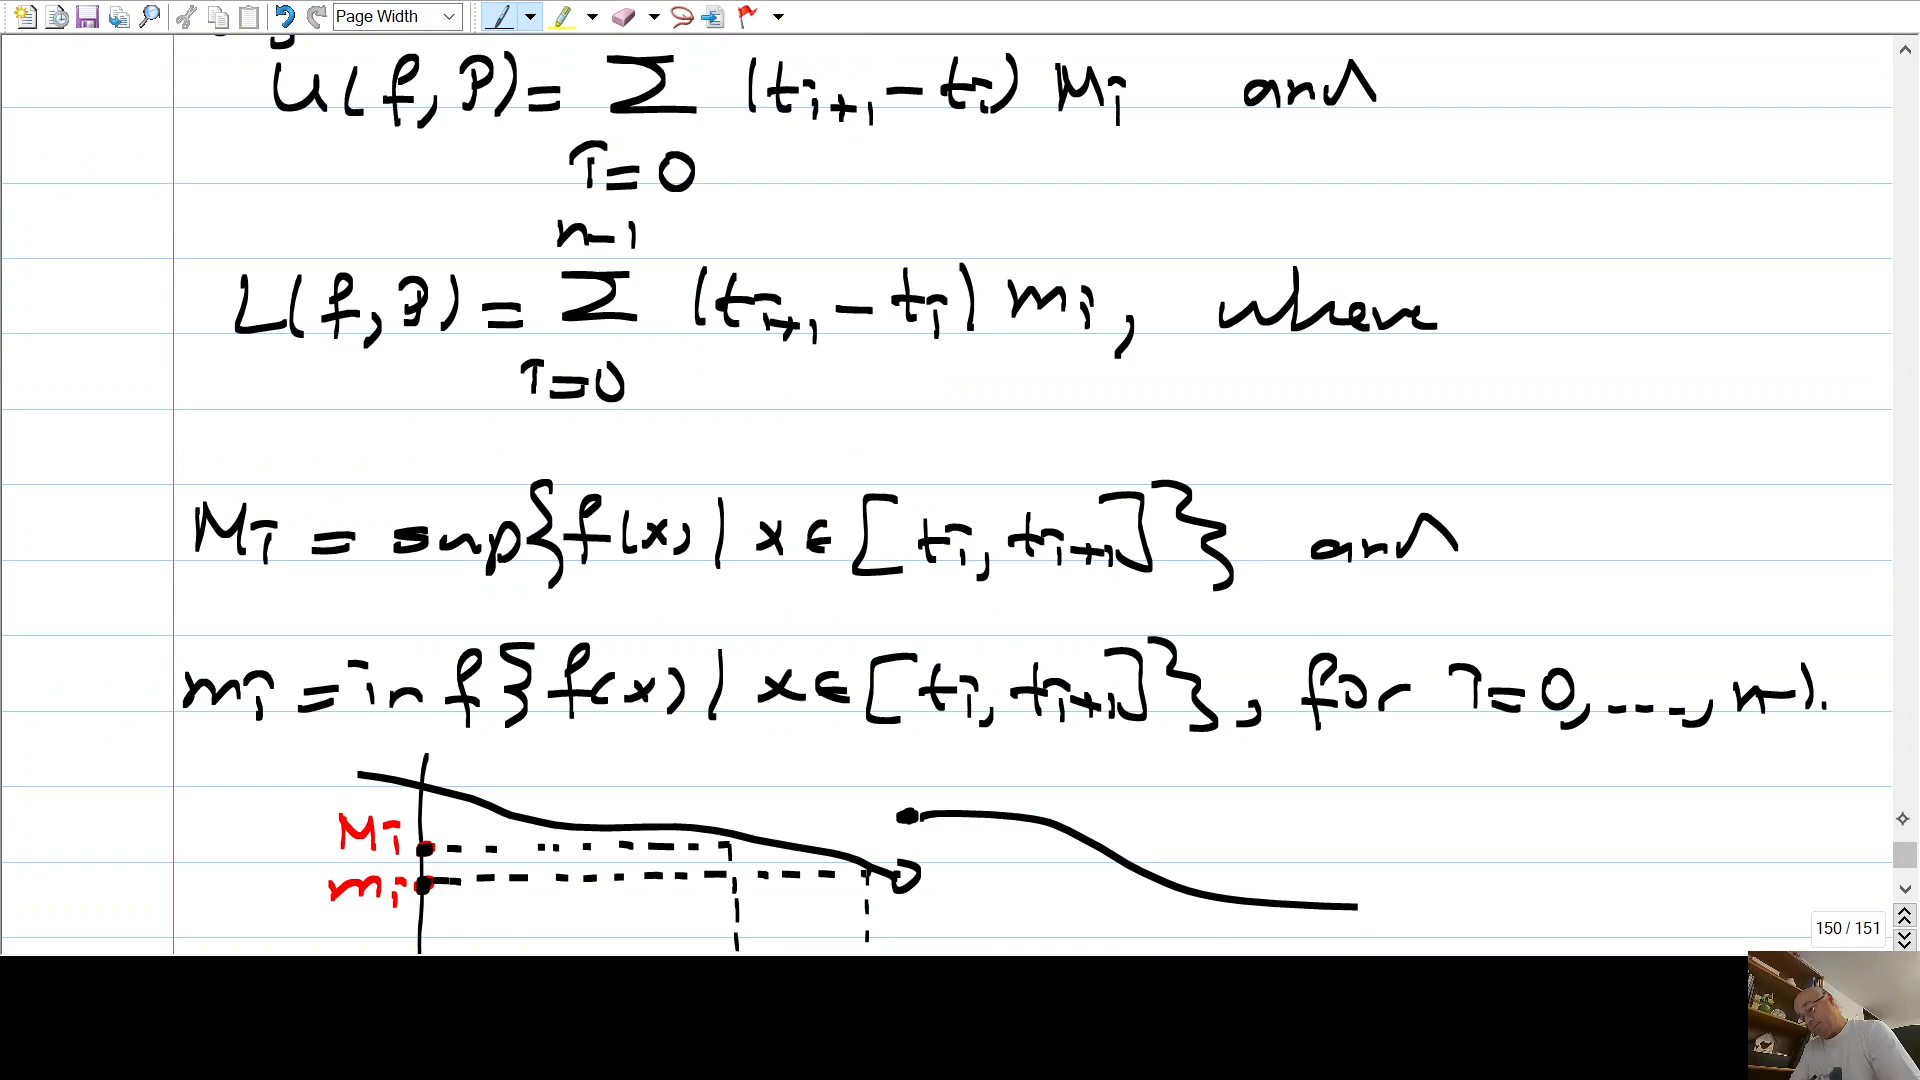 Page Width
U(f, P) = Σ (ti+1 - ti) Mi and
i=0
n-1
L(f, P) = Σ (ti+1 - ti) mi, where
i=0
Mi = sup{f(x) | x ∈ [ti, ti+1]} and
mi = inf{f(x) | x ∈ [ti, ti+1]}, for i=0, ---, n-1.
Mi
mi
150 / 151